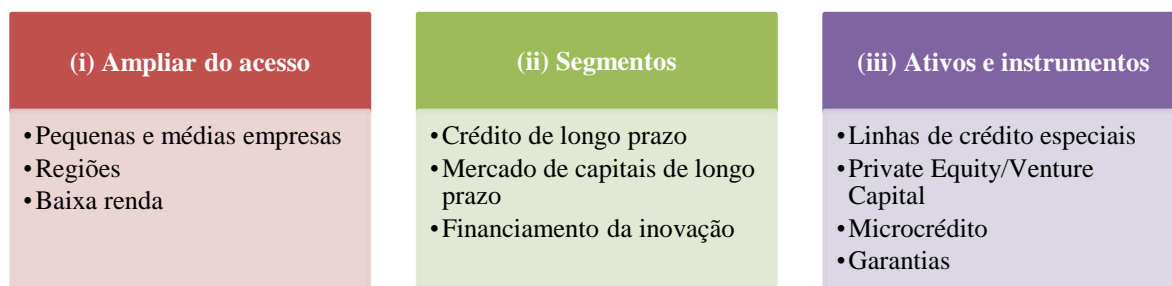 (i) Ampliar do acesso
•Pequenas e médias empresas
•Regiões
•Baixa renda
(ii) Segmentos
•Crédito de longo prazo
•Mercado de capitais de longo
prazo
•Financiamento da inovação
(iii) Ativos e instrumentos
•Linhas de crédito especiais
•Private Equity/Venture
Capital
•Microcrédito
•Garantias